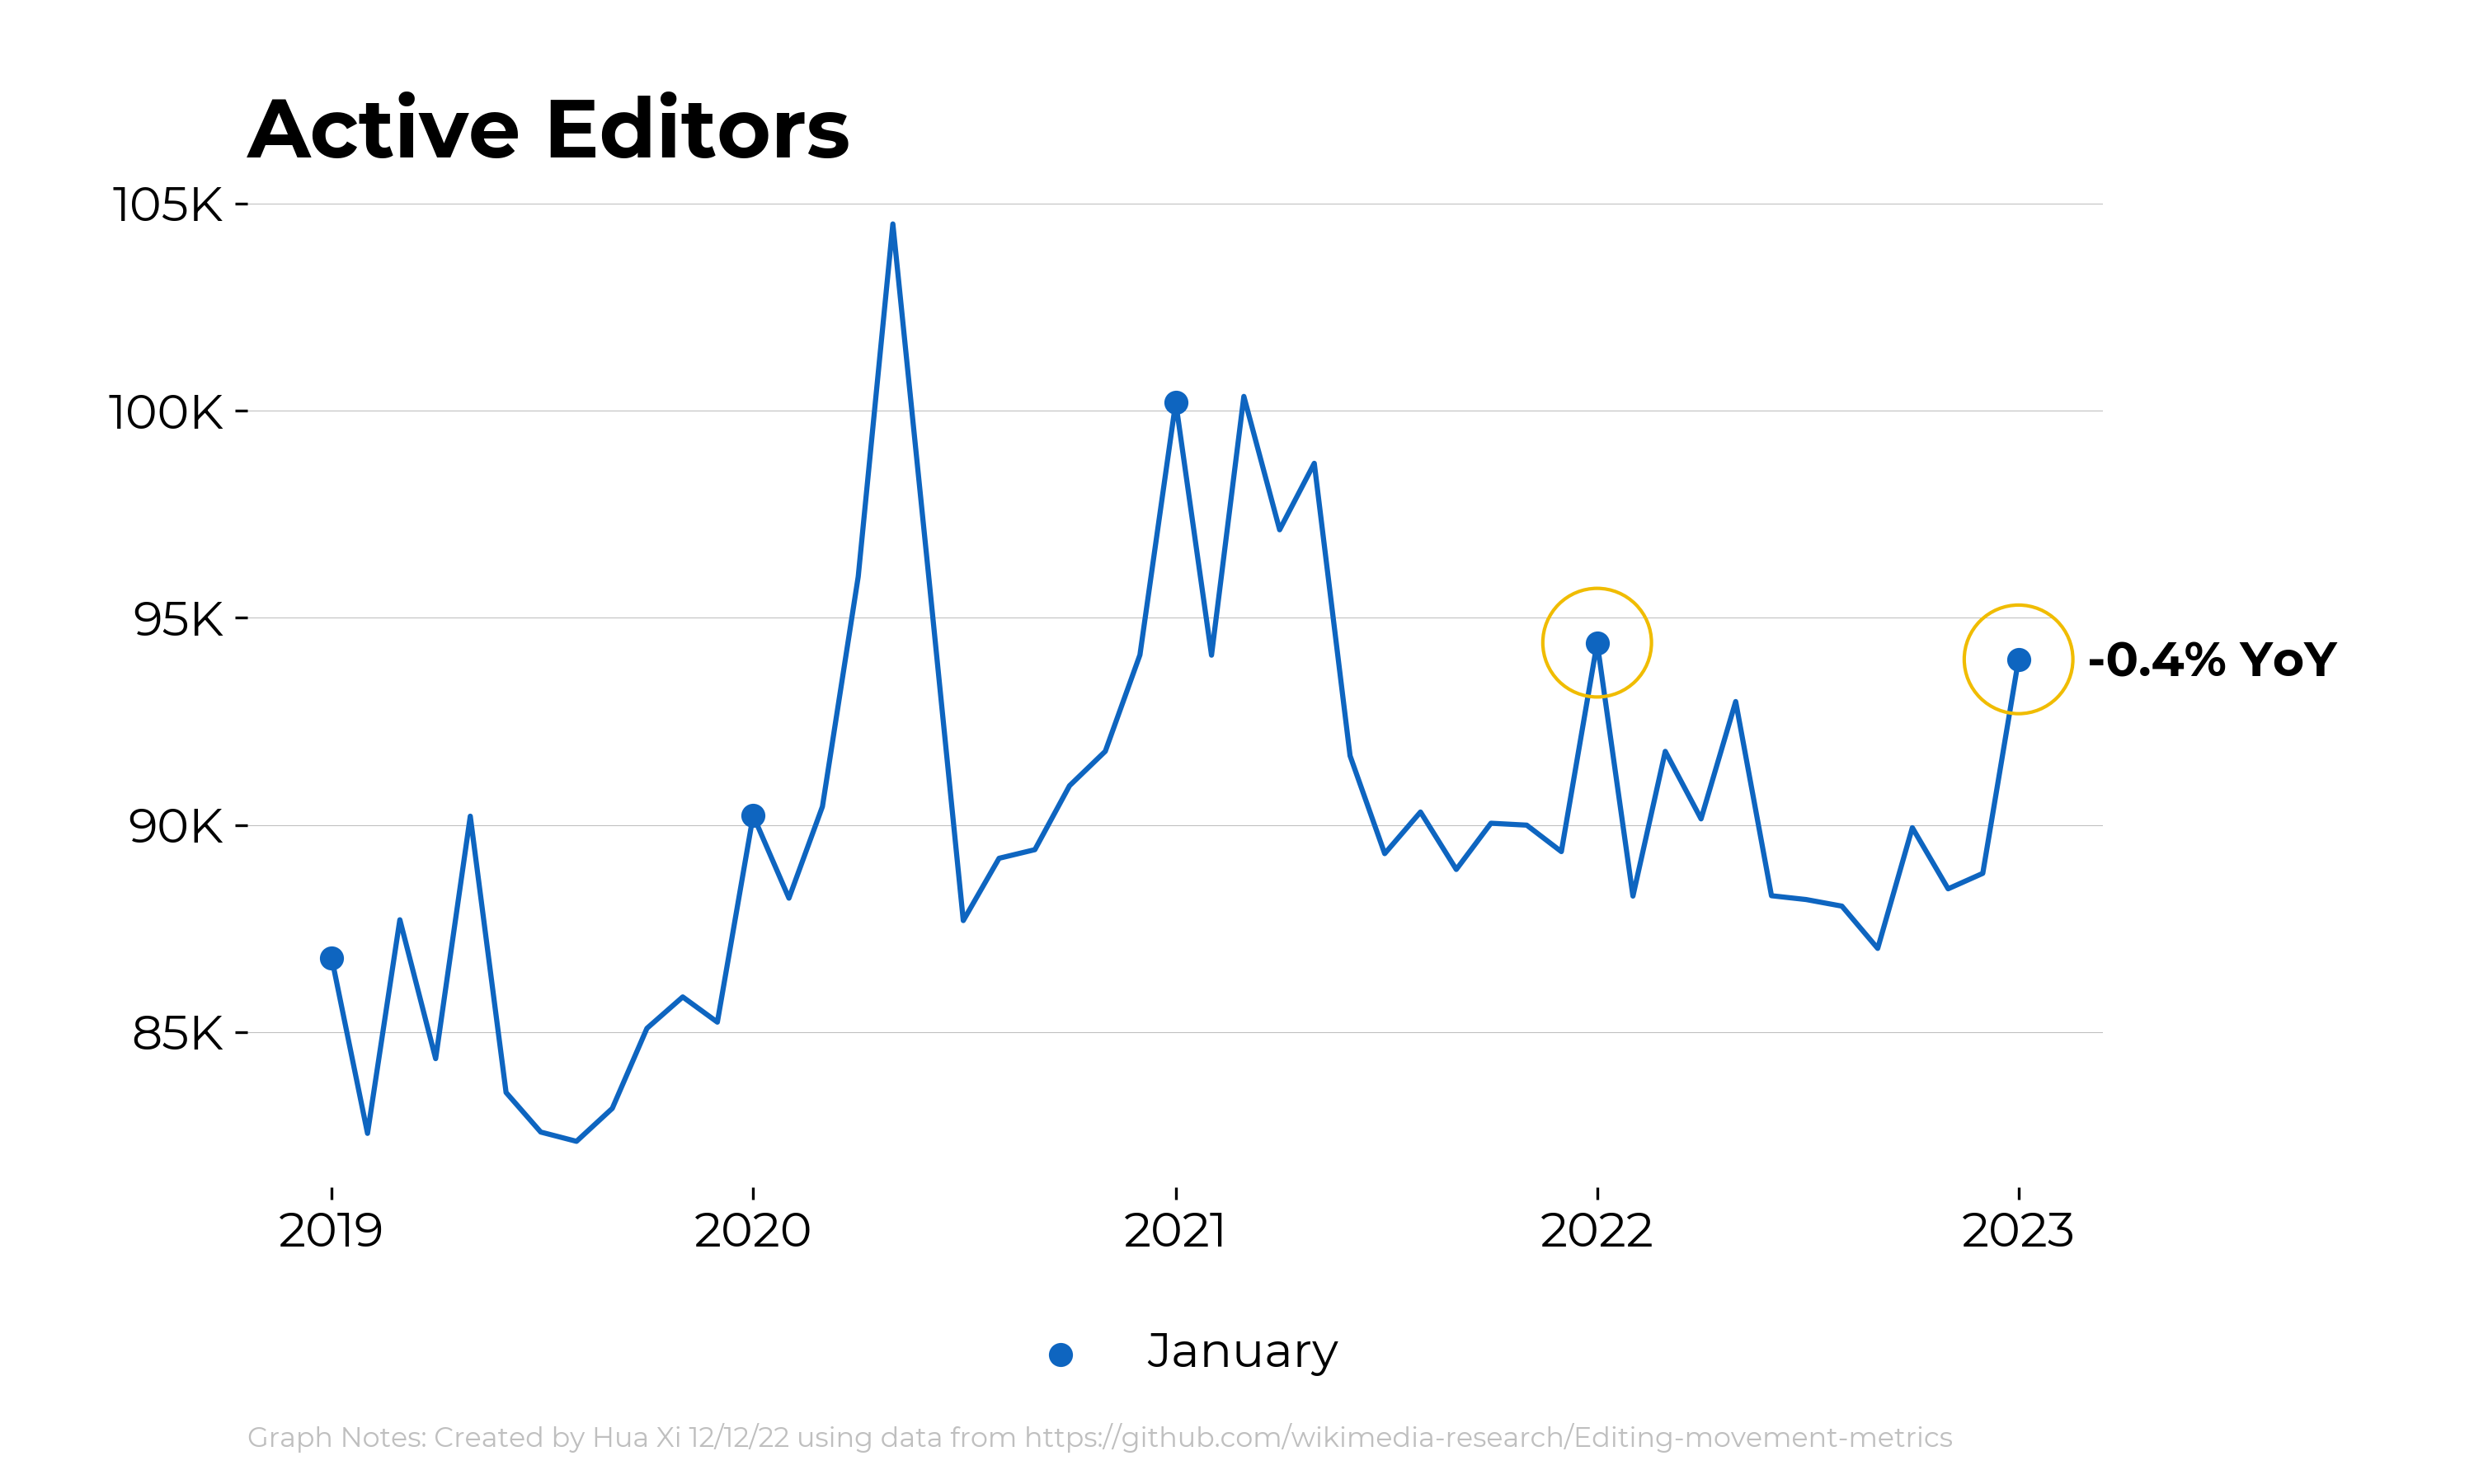 Active Editors
105K
100K
95K
90K
85K
-0.4% YoY
2019 2020 2021 2022 2023
January
Graph Notes: Created by Hua Xi 12/12/22 using data from https://github.com/wikimedia-research/Editing-movement-metrics